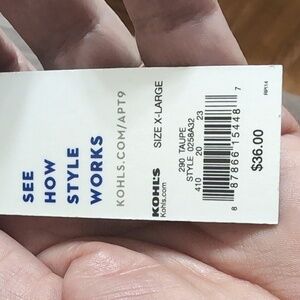 SEE
HOW
STYLE
WORKS
KOHLS.COM/APT9
KOHL'S
Kohls.com
SIZE X-LARGE
290 TAUPE
STYLE 0258A32
410 20 23
8 87866 15448 7
$36.00